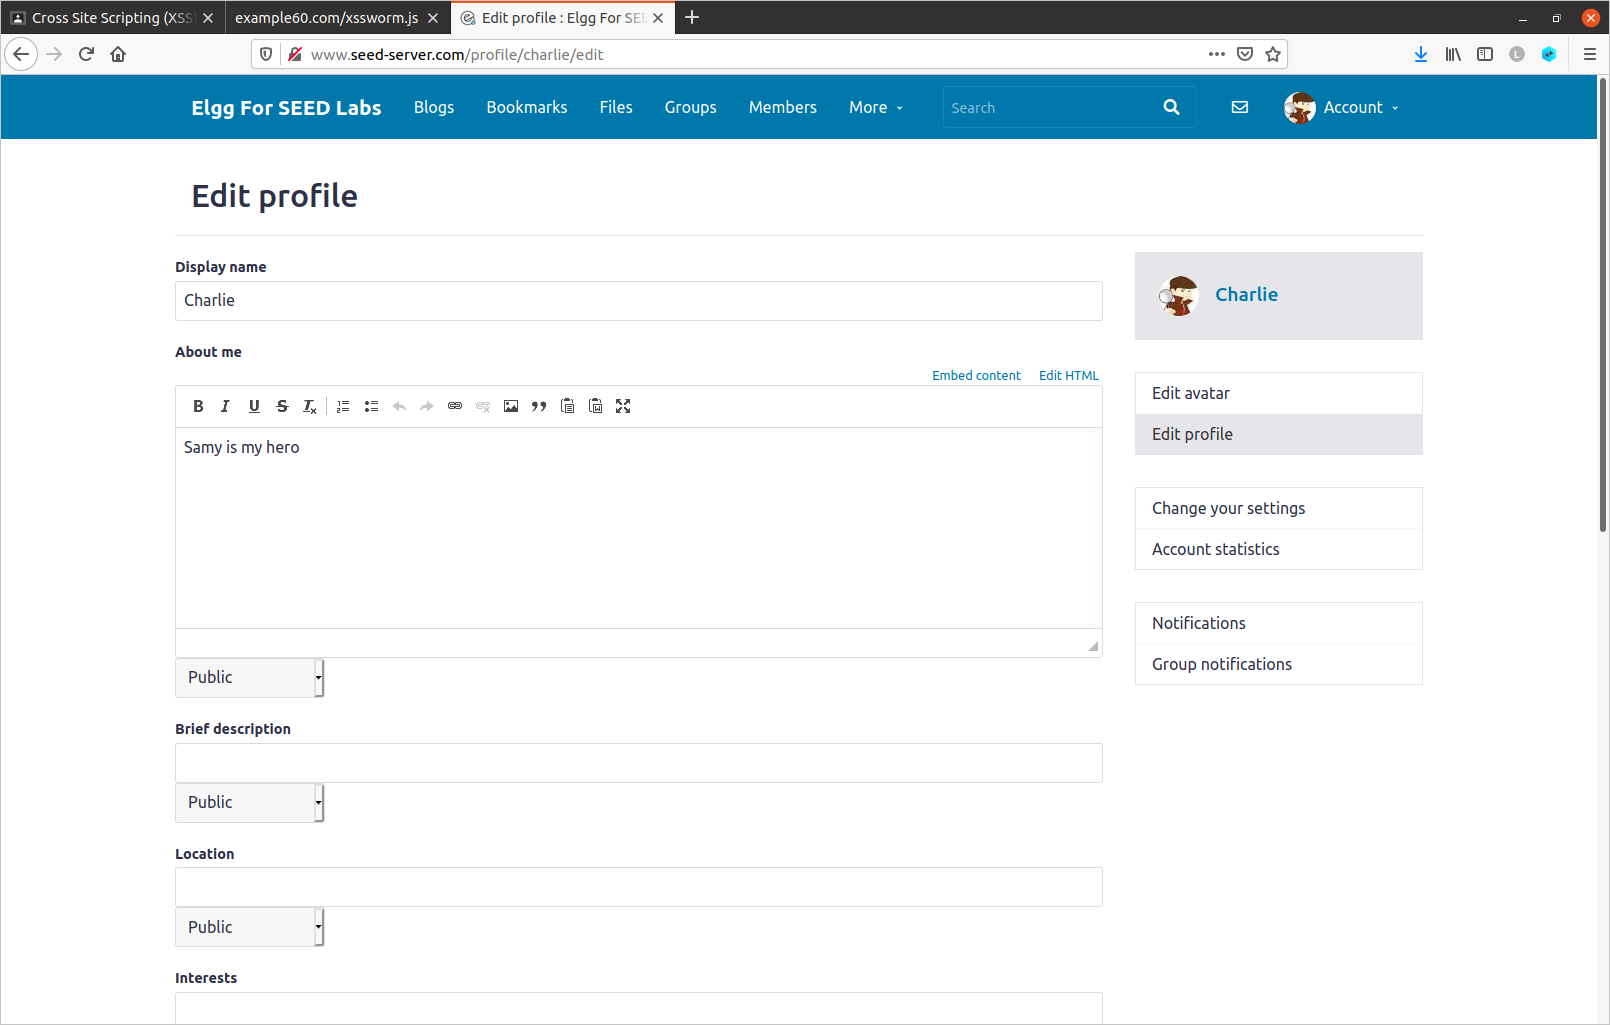 Cross Site Scripting (XSS
example60.com/xssworm.js
Edit profile : Elgg For SEE
www.seed-server.com/profile/charlie/edit
L
Elgg For SEED Labs
Blogs
Bookmarks
Files
Groups
Members
More
Search
Account
Edit profile
Display name
Charlie
About me
Embed content
Edit HTML
B I U S Tx
Samy is my hero
Public
Brief description
Public
Location
Public
Interests
Charlie
Edit avatar
Edit profile
Change your settings
Account statistics
Notifications
Group notifications